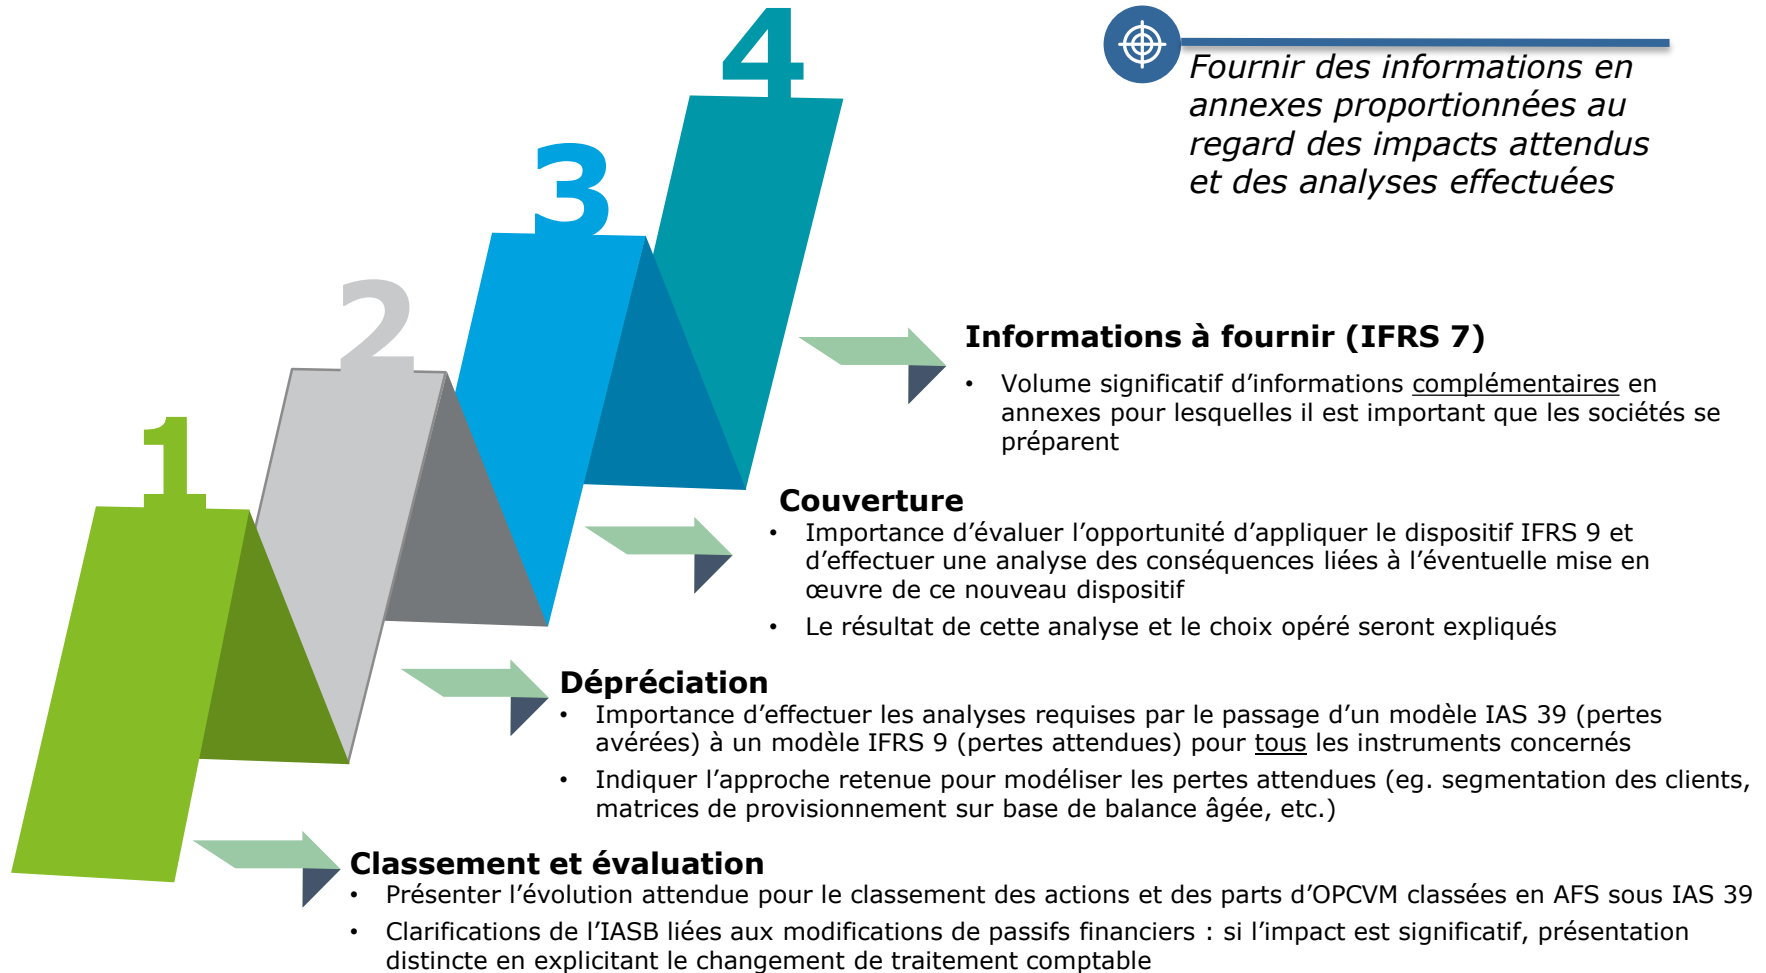 4
3
2
1
Fournir des informations en
annexes proportionnées au
regard des impacts attendus
et des analyses effectuées
Informations à fournir (IFRS 7)
• Volume significatif d’informations complémentaires en
annexes pour lesquelles il est important que les sociétés se
préparent
Couverture
• Importance d’évaluer l’opportunité d’appliquer le dispositif IFRS 9 et
d’effectuer une analyse des conséquences liées à l’éventuelle mise en
œuvre de ce nouveau dispositif
• Le résultat de cette analyse et le choix opéré seront expliqués
Dépréciation
• Importance d’effectuer les analyses requises par le passage d’un modèle IAS 39 (pertes
avérées) à un modèle IFRS 9 (pertes attendues) pour tous les instruments concernés
• Indiquer l’approche retenue pour modéliser les pertes attendues (eg. segmentation des clients,
matrices de provisionnement sur base de balance âgée, etc.)
Classement et évaluation
• Présenter l’évolution attendue pour le classement des actions et des parts d’OPCVM classées en AFS sous IAS 39
• Clarifications de l’IASB liées aux modifications de passifs financiers : si l’impact est significatif, présentation
distincte en explicitant le changement de traitement comptable